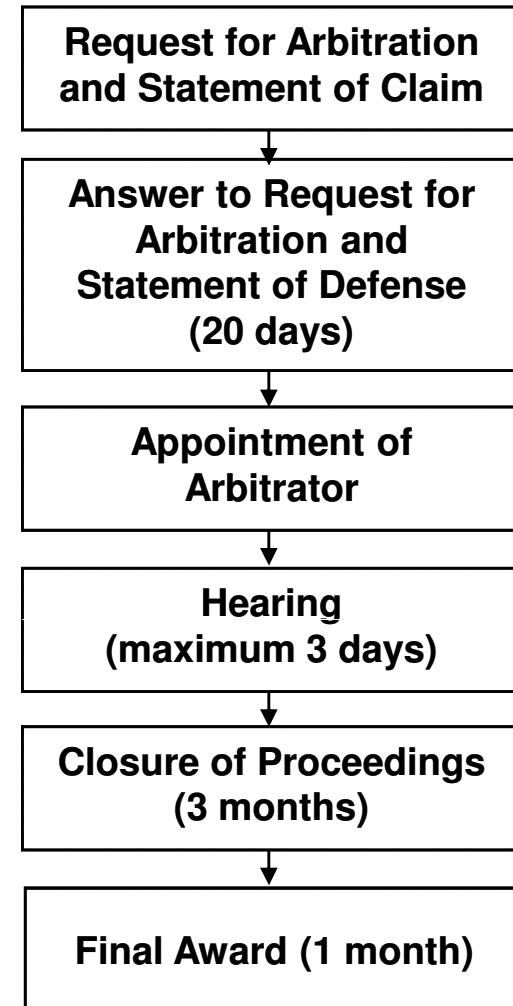 Request for Arbitration
and Statement of Claim
Answer to Request for
Arbitration and
Statement of Defense
(20 days)
Appointment of
Arbitrator
Hearing
(maximum 3 days)
Closure of Proceedings
(3 months)
Final Award (1 month)